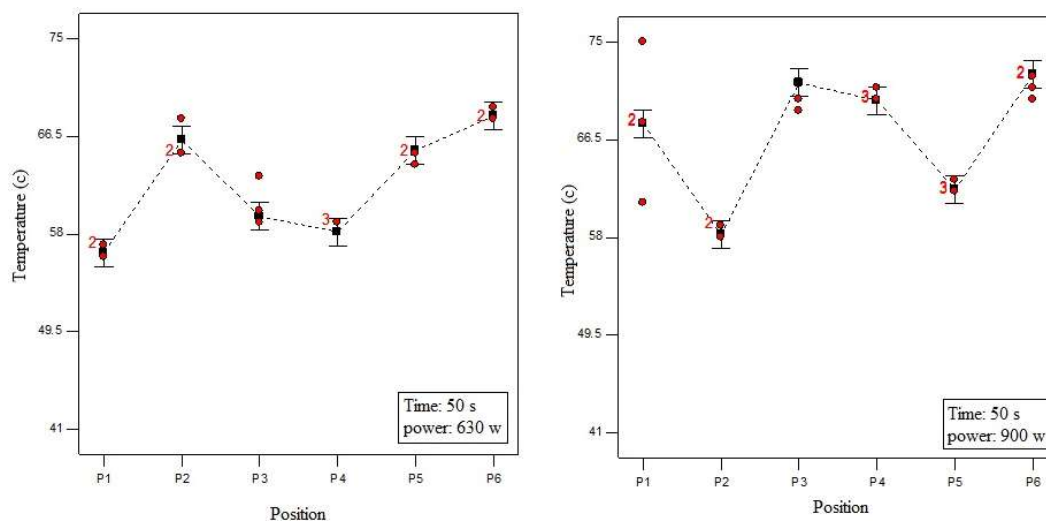 75
66.5
58
49.5
41
Temperature (c)
2
2
3
2
2
Time: 50 s
power: 630 w
P1 P2 P3 P4 P5 P6
Position
75
66.5
58
49.5
41
Temperature (c)
2
2
3
3
2
Time: 50 s
power: 900 w
P1 P2 P3 P4 P5 P6
Position